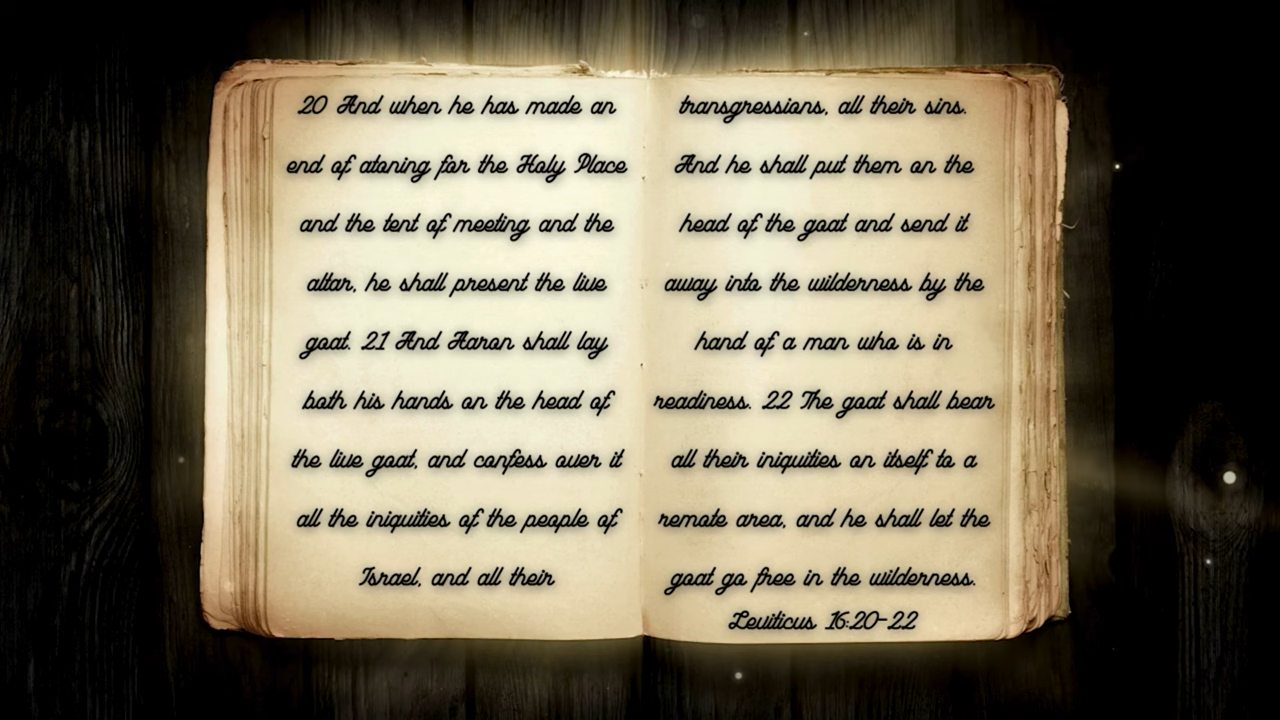 20 And when he has made an
end of atoning for the Holy Place
and the tent of meeting and the
altar, he shall present the live
goat. 21 And Aaron shall lay
both his hands on the head of
the live goat, and confess over it
all the iniquities of the people of
Israel, and all their
transgressions, all their sins.
And he shall put them on the
head of the goat and send it
away into the wilderness by the
hand of a man who is in
readiness. 22 The goat shall bear
all their iniquities on itself to a
remote area, and he shall let the
goat go free in the wilderness.
Leviticus 16:20-22